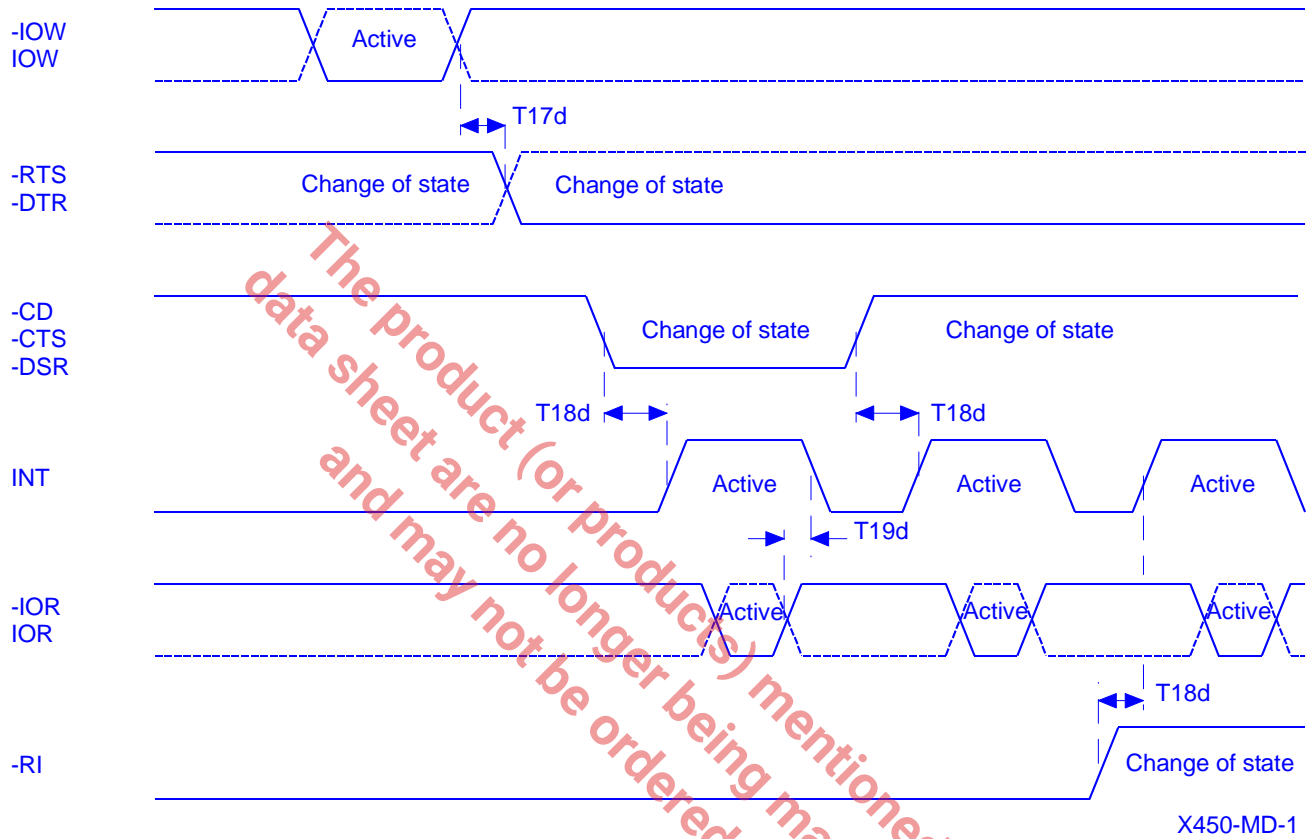 -IOW
IOW
Active
T17d
-RTS
-DTR
Change of state
Change of state
-CD
-CTS
-DSR
Change of state
Change of state
T18d
T18d
INT
Active
Active
Active
T19d
-IOR
IOR
Active
Active
Active
T18d
-RI
Change of state
X450-MD-1
The product (or products) mentioned
data sheet are no longer being
and may not be ordered